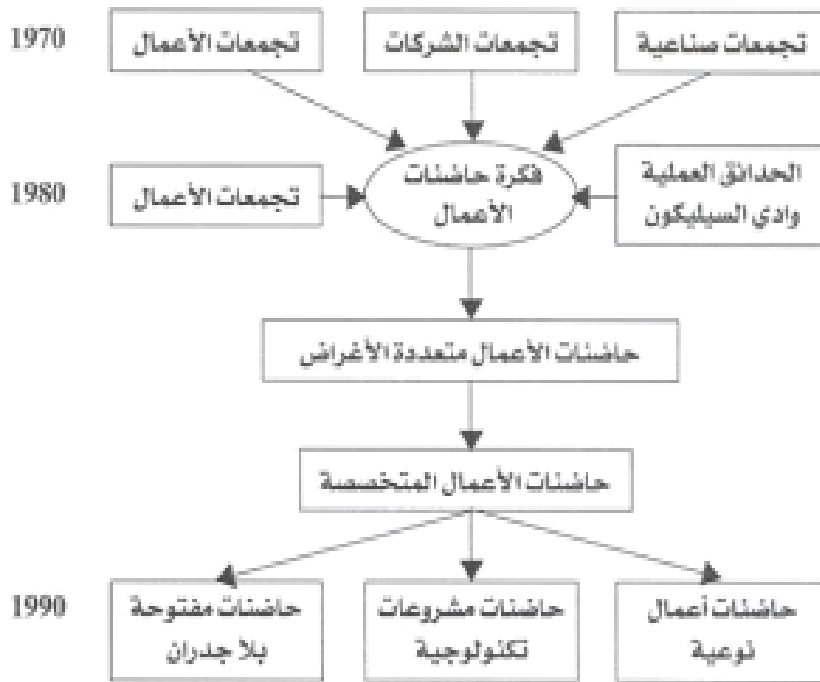 1970
تجمعات صناعية
تجمعات الشركات
تجمعات الأعمال
1980
الحدائق العملية
وادي السيليكون
فكرة حاضنات
الأعمال
تجمعات الأعمال
حاضنات الأعمال متعددة الأغراض
حاضنات الأعمال المتخصصة
1990
حاضنات أعمال
نوعية
حاضنات مشروعات
تكنولوجية
حاضنات مفتوحة
بلا جدران